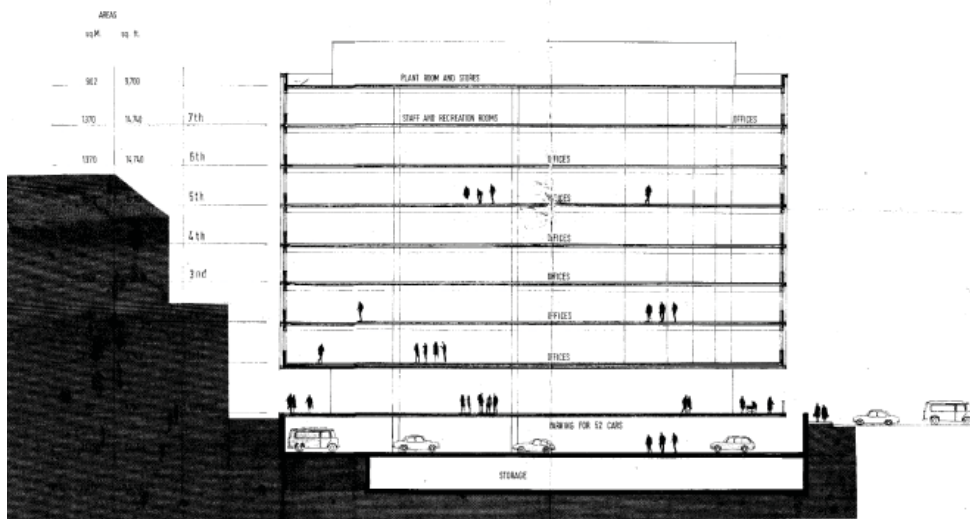 AREAS
sq.M. sq. ft.
902 9,700 PLANT ROOM AND STORES
1370 14,740 7th STAFF AND RECREATION ROOMS OFFICES
1370 14,740 6th OFFICES
5th OFFICES
4th OFFICES
3rd OFFICES
OFFICES
OFFICES
PARKING FOR 52 CARS
STORAGE